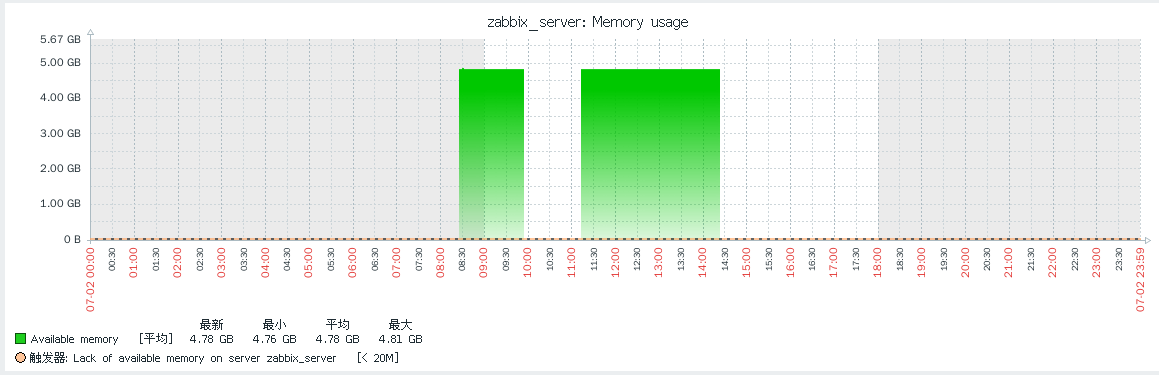 zabbix_server: Memory usage
5.67 GB
5.00 GB
4.00 GB
3.00 GB
2.00 GB
1.00 GB
0 B
07-02 00:00 00:30 01:00 01:30 02:00 02:30 03:00 03:30 04:00 04:30 05:00 05:30 06:00 06:30 07:00 07:30 08:00 08:30 09:00 09:30 10:00 10:30 11:00 11:30 12:00 12:30 13:00 13:30 14:00 14:30 15:00 15:30 16:00 16:30 17:00 17:30 18:00 18:30 19:00 19:30 20:00 20:30 21:00 21:30 22:00 22:30 23:00 23:30 07-02 23:59
最新 最小 平均 最大
Available memory [平均] 4.78 GB 4.76 GB 4.78 GB 4.81 GB
触发器: Lack of available memory on server zabbix_server [< 20M]